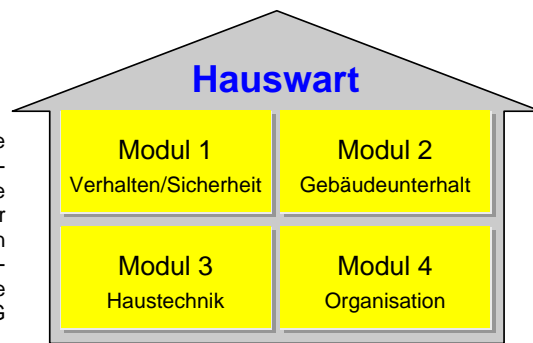 Hauswart
Modul 1
Verhalten/Sicherheit
Modul 2
Gebäudeunterhalt
Modul 3
Haustechnik
Modul 4
Organisation